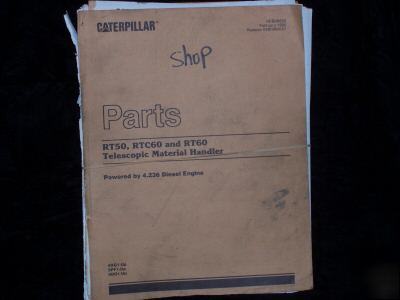 CATERPILLAR
Shop
Parts
RT50, RTC60 and RT60
Telescopic Material Handler
Powered by 4.236 Diesel Engine